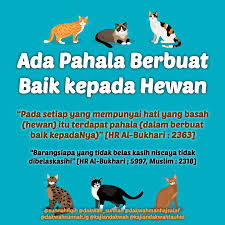 Ada Pahala Berbuat
Baik kepada Hewan
"Pada setiap yang mempunyai hati yang basah
(hewan) itu terdapat pahala (dalam berbuat
baik kepadaNya)" [HR Al-Bukhari : 2363]
"Barangsiapa yang tidak belas kasih niscaya tidak
dibelaskasihi" [HR Al-Bukhari ; 5997, Muslim ; 2318]